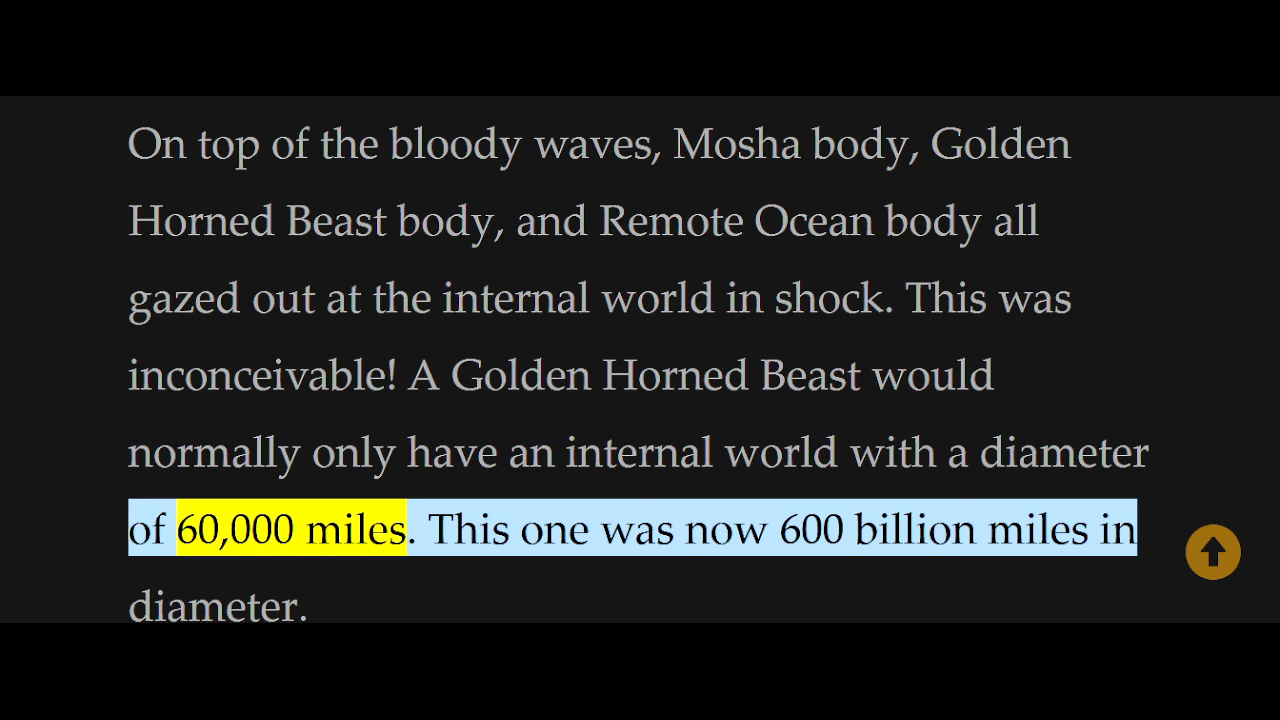 On top of the bloody waves, Mosha body, Golden
Horned Beast body, and Remote Ocean body all
gazed out at the internal world in shock. This was
inconceivable! A Golden Horned Beast would
normally only have an internal world with a diameter
of 60,000 miles. This one was now 600 billion miles in
diameter.